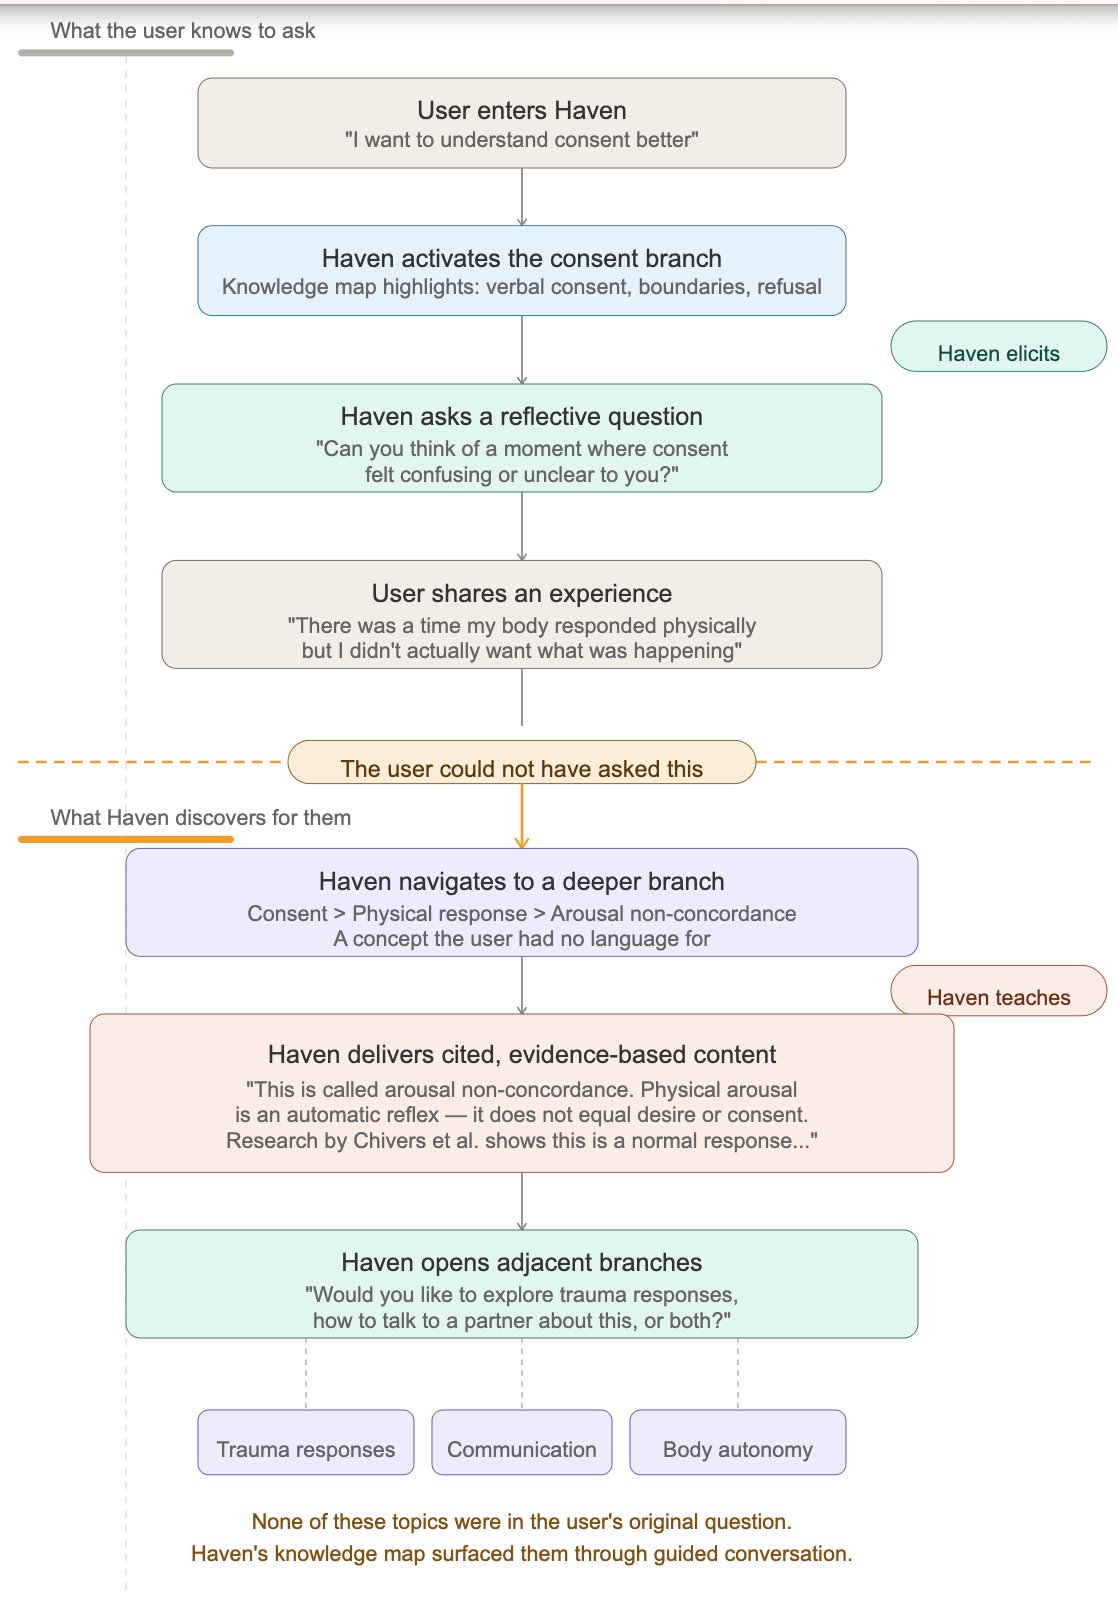 What the user knows to ask
User enters Haven
"I want to understand consent better"
Haven activates the consent branch
Knowledge map highlights: verbal consent, boundaries, refusal
Haven elicits
Haven asks a reflective question
"Can you think of a moment where consent
felt confusing or unclear to you?"
User shares an experience
"There was a time my body responded physically
but I didn't actually want what was happening"
The user could not have asked this
What Haven discovers for them
Haven navigates to a deeper branch
Consent > Physical response > Arousal non-concordance
A concept the user had no language for
Haven teaches
Haven delivers cited, evidence-based content
"This is called arousal non-concordance. Physical arousal
is an automatic reflex — it does not equal desire or consent.
Research by Chivers et al. shows this is a normal response..."
Haven opens adjacent branches
"Would you like to explore trauma responses,
how to talk to a partner about this, or both?"
Trauma responses
Communication
Body autonomy
None of these topics were in the user's original question.
Haven's knowledge map surfaced them through guided conversation.